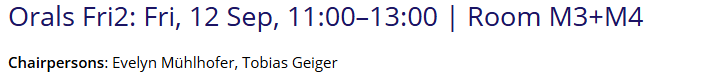 Orals Fri2: Fri, 12 Sep, 11:00–13:00 | Room M3+M4
Chairpersons: Evelyn Mühlhofer, Tobias Geiger